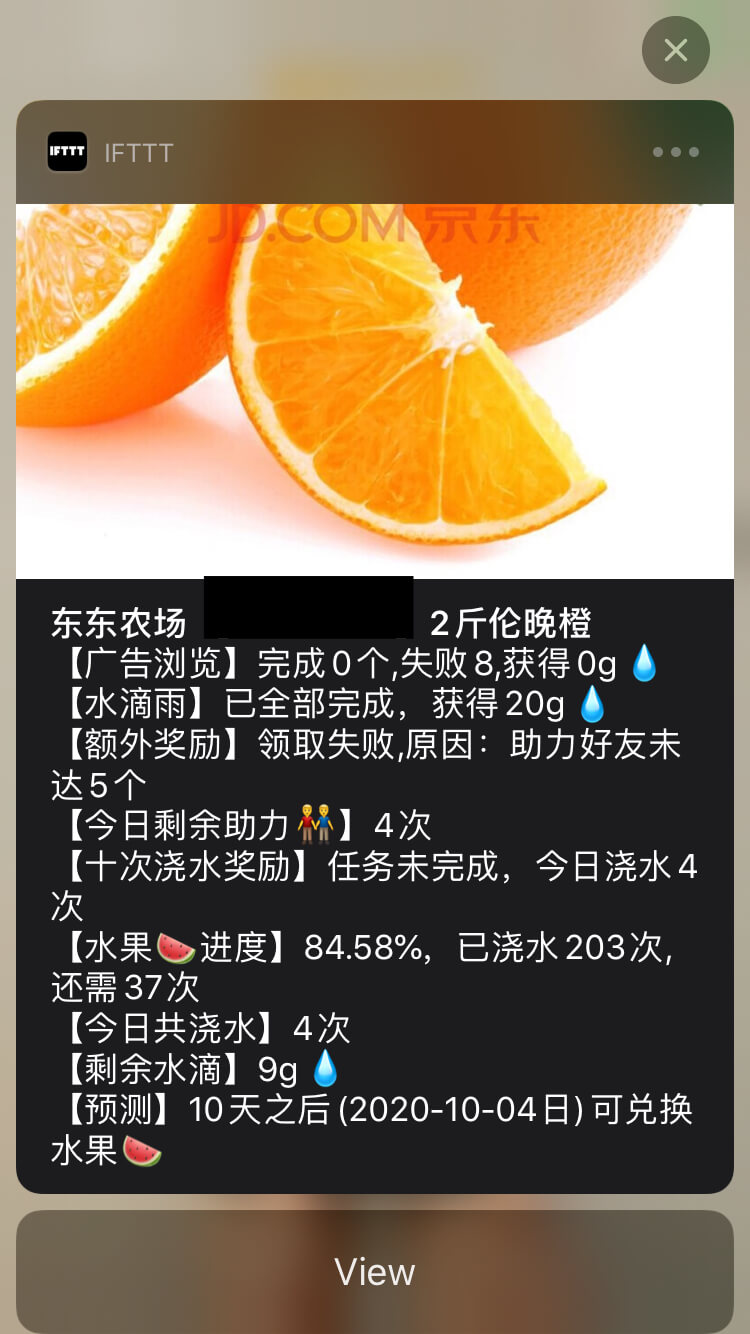 IFTTT
IFTTT
JD.COM 京东
东东农场 2斤伦晚橙
【广告浏览】完成0个,失败8,获得0g💧
【水滴雨】已全部完成，获得20g💧
【额外奖励】领取失败,原因：助力好友未
达5个
【今日剩余助力👫】4次
【十次浇水奖励】任务未完成，今日浇水4
次
【水果🍉进度】84.58%，已浇水203次,
还需37次
【今日共浇水】4次
【剩余水滴】9g💧
【预测】10天之后(2020-10-04日)可兑换
水果🍉
View